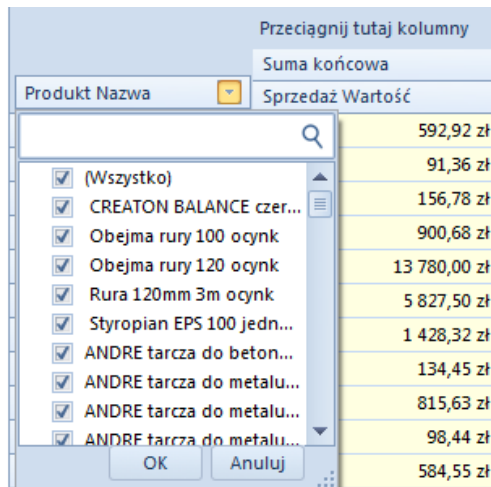 Przeciągnij tutaj kolumny
Suma końcowa
Produkt Nazwa
Sprzedaż Wartość
(Wszystko)
CREATON BALANCE czer...
Obejma rury 100 ocynk
Obejma rury 120 ocynk
Rura 120mm 3m ocynk
Styropian EPS 100 jedn...
ANDRE tarcza do beton...
ANDRE tarcza do metalu...
ANDRE tarcza do metalu...
ANDRE tarcza do metalu...
OK
Anuluj
592,92 zł
91,36 zł
156,78 zł
900,68 zł
13 780,00 zł
5 827,50 zł
1 428,32 zł
134,45 zł
815,63 zł
98,44 zł
584,55 zł